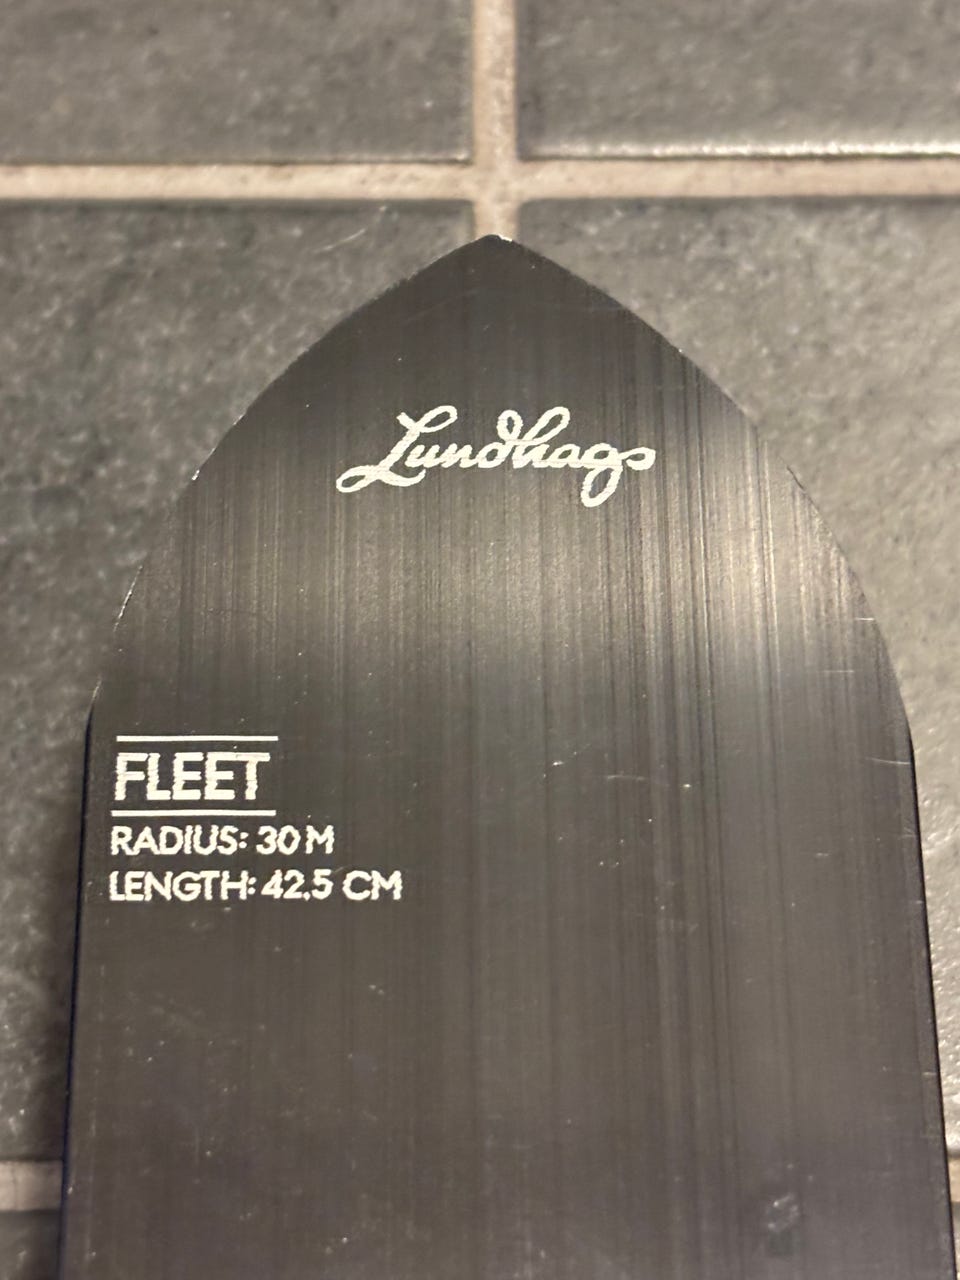 Lundhags
FLEET
RADIUS: 30 M
LENGTH: 42,5 CM